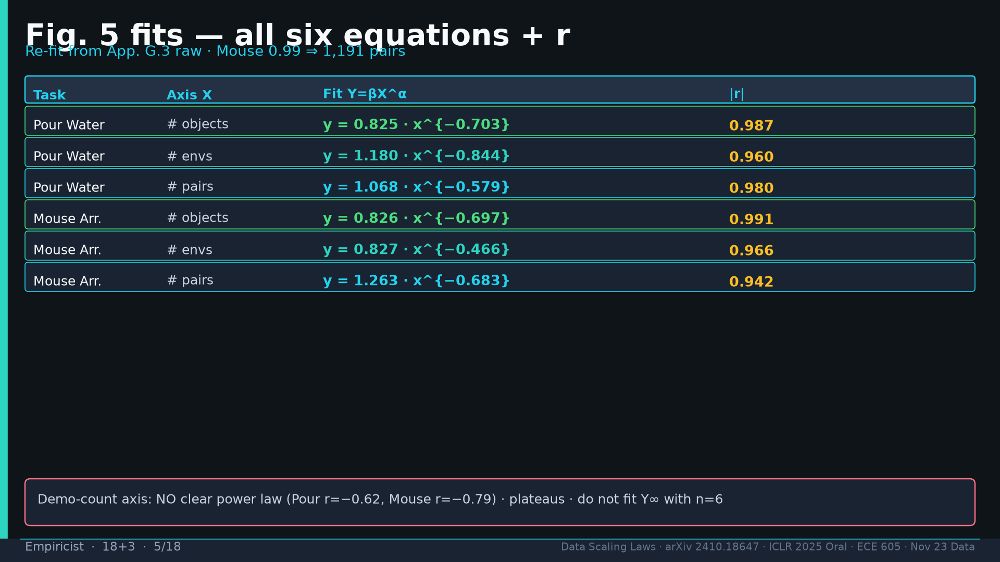 Fig. 5 fits — all six equations + r
Re-fit from App. G.3 raw · Mouse 0.99 ⇒ 1,191 pairs
Task Axis X Fit Y=βX^α |r|
Pour Water # objects y = 0.825 · x^{−0.703} 0.987
Pour Water # envs y = 1.180 · x^{−0.844} 0.960
Pour Water # pairs y = 1.068 · x^{−0.579} 0.980
Mouse Arr. # objects y = 0.826 · x^{−0.697} 0.991
Mouse Arr. # envs y = 0.827 · x^{−0.466} 0.966
Mouse Arr. # pairs y = 1.263 · x^{−0.683} 0.942
Demo-count axis: NO clear power law (Pour r=−0.62, Mouse r=−0.79) · plateaus · do not fit Y∞ with n=6
Empiricist · 18+3 · 5/18
Data Scaling Laws · arXiv 2410.18647 · ICLR 2025 Oral · ECE 605 · Nov 23 Data